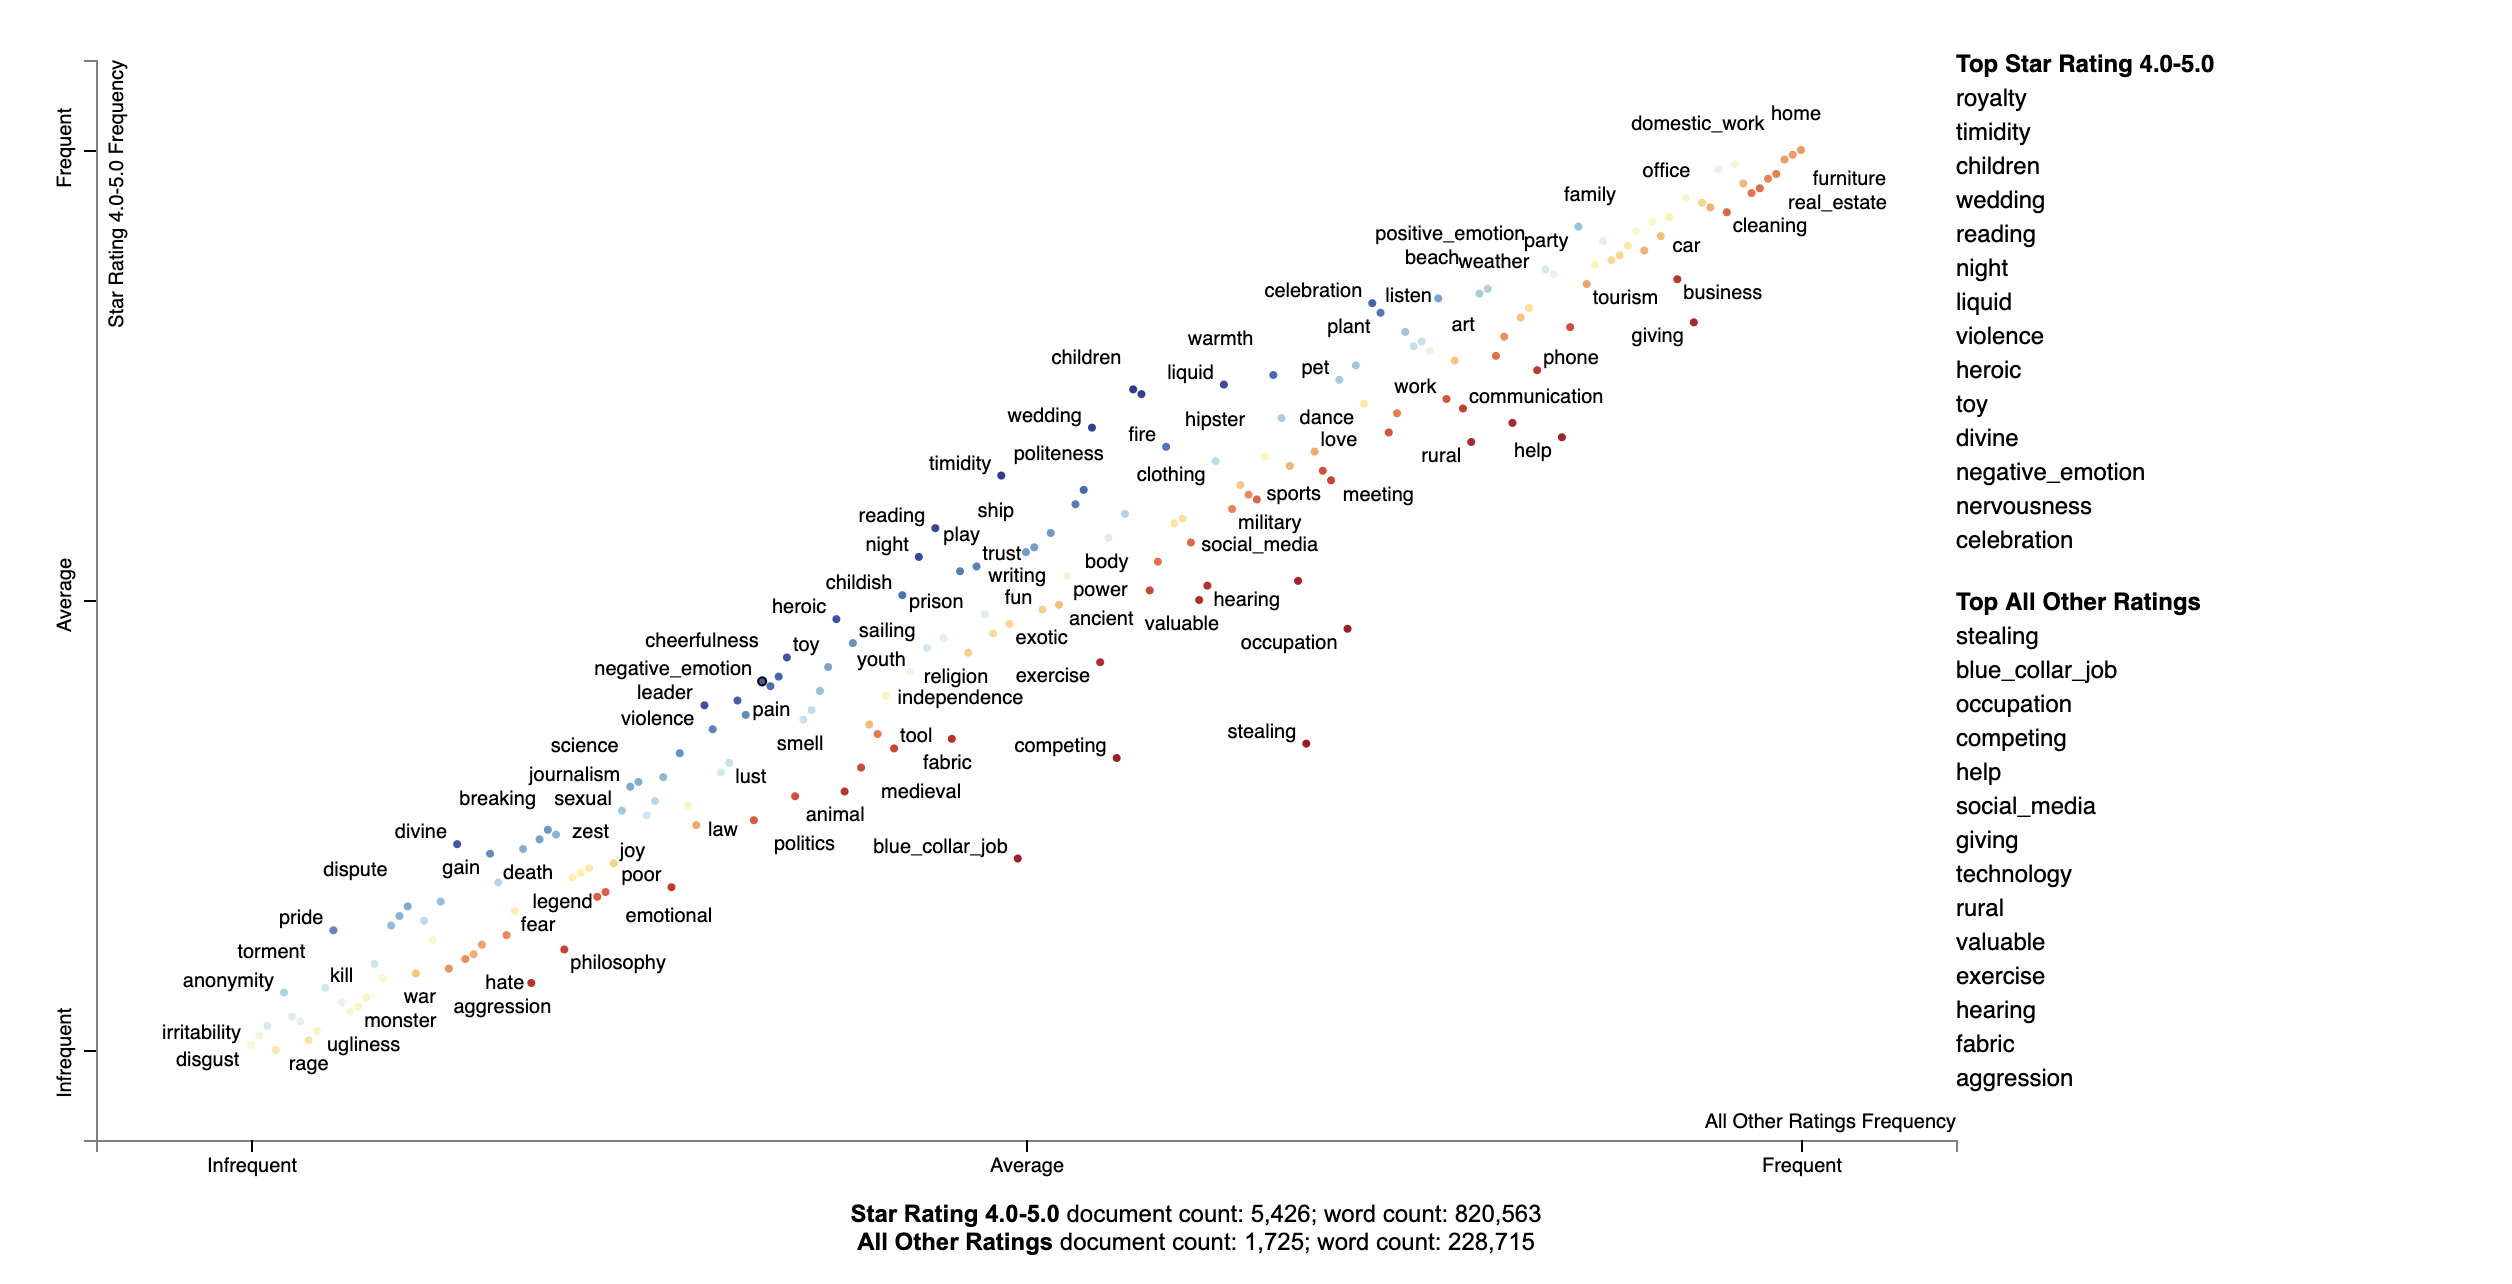 Frequent
Average
Infrequent
Star Rating 4.0-5.0 Frequency
home
domestic_work
office
furniture
family
real_estate
cleaning
positive_emotion
party
car
beach
weather
celebration
listen
tourism
business
plant
art
giving
warmth
children
phone
liquid
pet
work
communication
wedding
hipster
dance
fire
love
politeness
rural
help
timidity
clothing
sports
meeting
reading
ship
military
play
night
trust
social_media
body
writing
childish
power
prison
fun
hearing
heroic
ancient
valuable
sailing
cheerfulness
toy
exotic
occupation
youth
negative_emotion
religion
exercise
leader
independence
pain
violence
stealing
tool
science
smell
competing
fabric
journalism
lust
medieval
breaking
sexual
animal
divine
zest
law
politics
blue_collar_job
joy
dispute
gain
death
poor
legend
emotional
pride
fear
torment
philosophy
anonymity
kill
hate
war
aggression
monster
irritability
ugliness
disgust
rage
All Other Ratings Frequency
Infrequent
Average
Frequent
Top Star Rating 4.0-5.0
royalty
timidity
children
wedding
reading
night
liquid
violence
heroic
toy
divine
negative_emotion
nervousness
celebration
Top All Other Ratings
stealing
blue_collar_job
occupation
competing
help
social_media
giving
technology
rural
valuable
exercise
hearing
fabric
aggression
Star Rating 4.0-5.0 document count: 5,426; word count: 820,563
All Other Ratings document count: 1,725; word count: 228,715